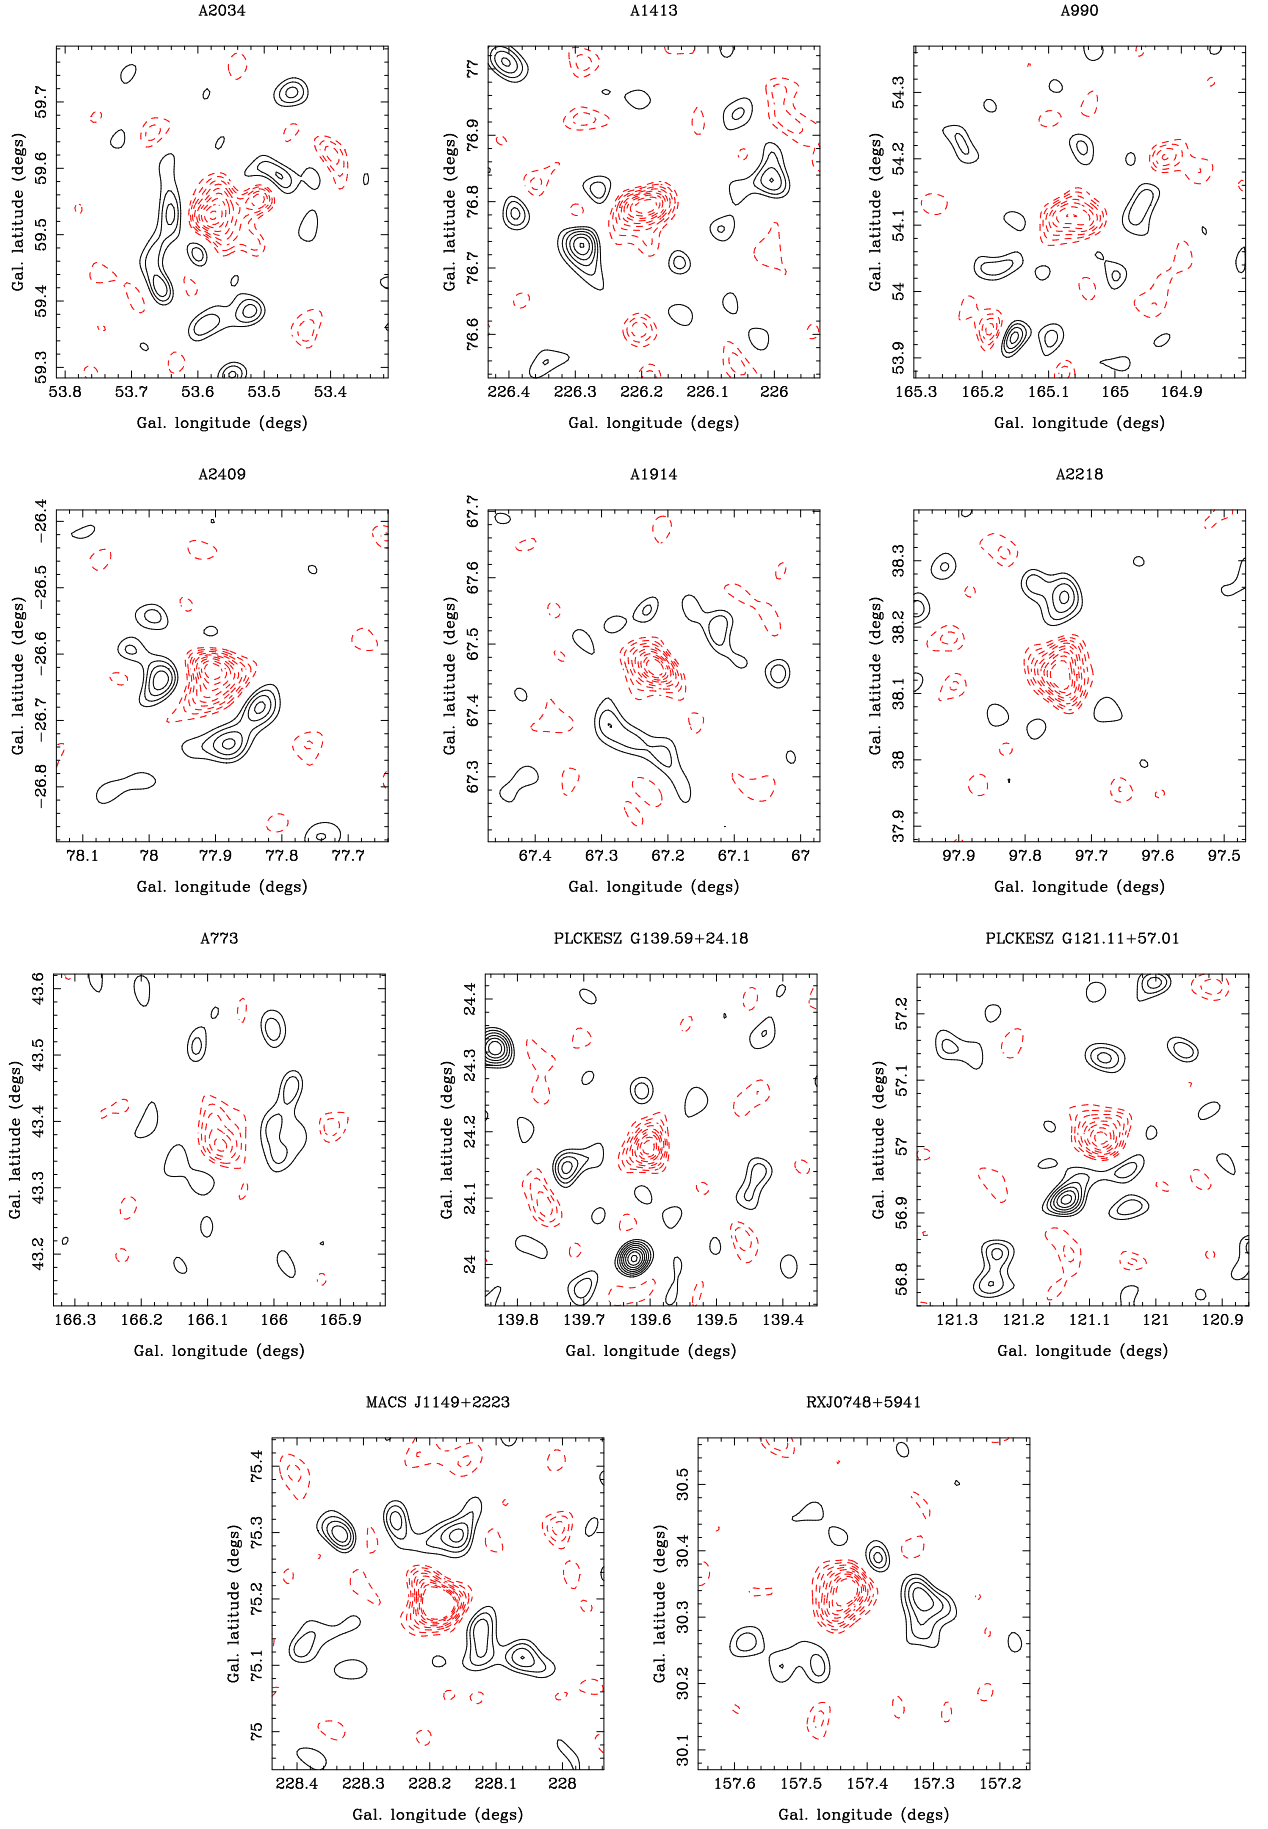 A2034 A1413 A990
59.7 59.6 59.5 59.4 59.3
Gal. latitude (degs)
53.8 53.7 53.6 53.5 53.4
Gal. longitude (degs)
77 76.9 76.8 76.7 76.6
Gal. latitude (degs)
226.4 226.3 226.2 226.1 226
Gal. longitude (degs)
54.3 54.2 54.1 54 53.9
Gal. latitude (degs)
165.3 165.2 165.1 165 164.9
Gal. longitude (degs)
A2409 A1914 A2218
−26.4 −26.5 −26.6 −26.7 −26.8
Gal. latitude (degs)
78.1 78 77.9 77.8 77.7
Gal. longitude (degs)
67.7 67.6 67.5 67.4 67.3
Gal. latitude (degs)
67.4 67.3 67.2 67.1 67
Gal. longitude (degs)
38.3 38.2 38.1 38 37.9
Gal. latitude (degs)
97.9 97.8 97.7 97.6 97.5
Gal. longitude (degs)
A773 PLCKESZ G139.59+24.18 PLCKESZ G121.11+57.01
43.6 43.5 43.4 43.3 43.2
Gal. latitude (degs)
166.3 166.2 166.1 166 165.9
Gal. longitude (degs)
24.4 24.3 24.2 24.1 24
Gal. latitude (degs)
139.8 139.7 139.6 139.5 139.4
Gal. longitude (degs)
57.2 57.1 57 56.9 56.8
Gal. latitude (degs)
121.3 121.2 121.1 121 120.9
Gal. longitude (degs)
MACS J1149+2223 RXJ0748+5941
75.4 75.3 75.2 75.1 75
Gal. latitude (degs)
228.4 228.3 228.2 228.1 228
Gal. longitude (degs)
30.5 30.4 30.3 30.2 30.1
Gal. latitude (degs)
157.6 157.5 157.4 157.3 157.2
Gal. longitude (degs)